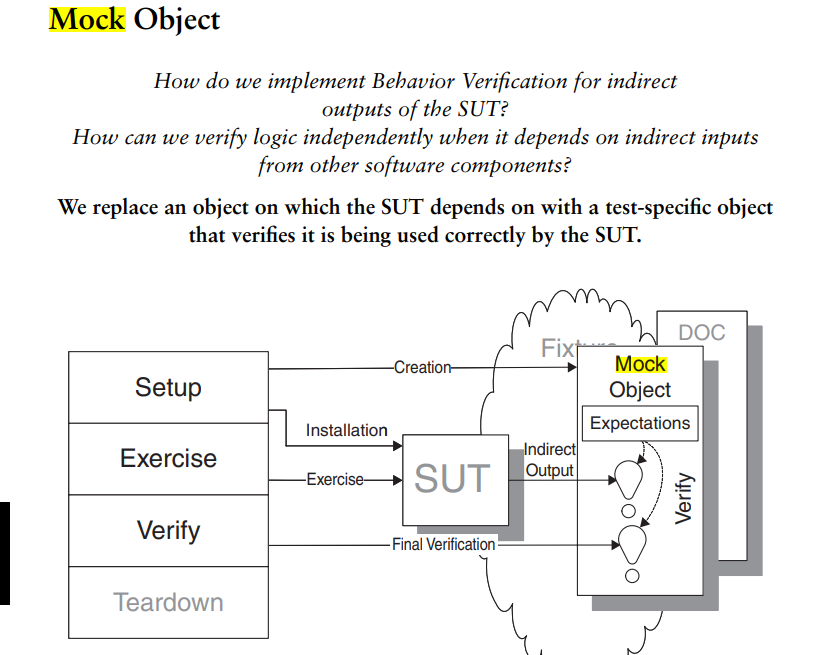 Mock Object
How do we implement Behavior Verification for indirect
outputs of the SUT?
How can we verify logic independently when it depends on indirect inputs
from other software components?
We replace an object on which the SUT depends on with a test-specific object
that verifies it is being used correctly by the SUT.
DOC
Fixture
Creation
Mock
Object
Setup
Expectations
Installation
Indirect
Output
Exercise
Exercise
SUT
Verify
Verify
Final Verification
Teardown